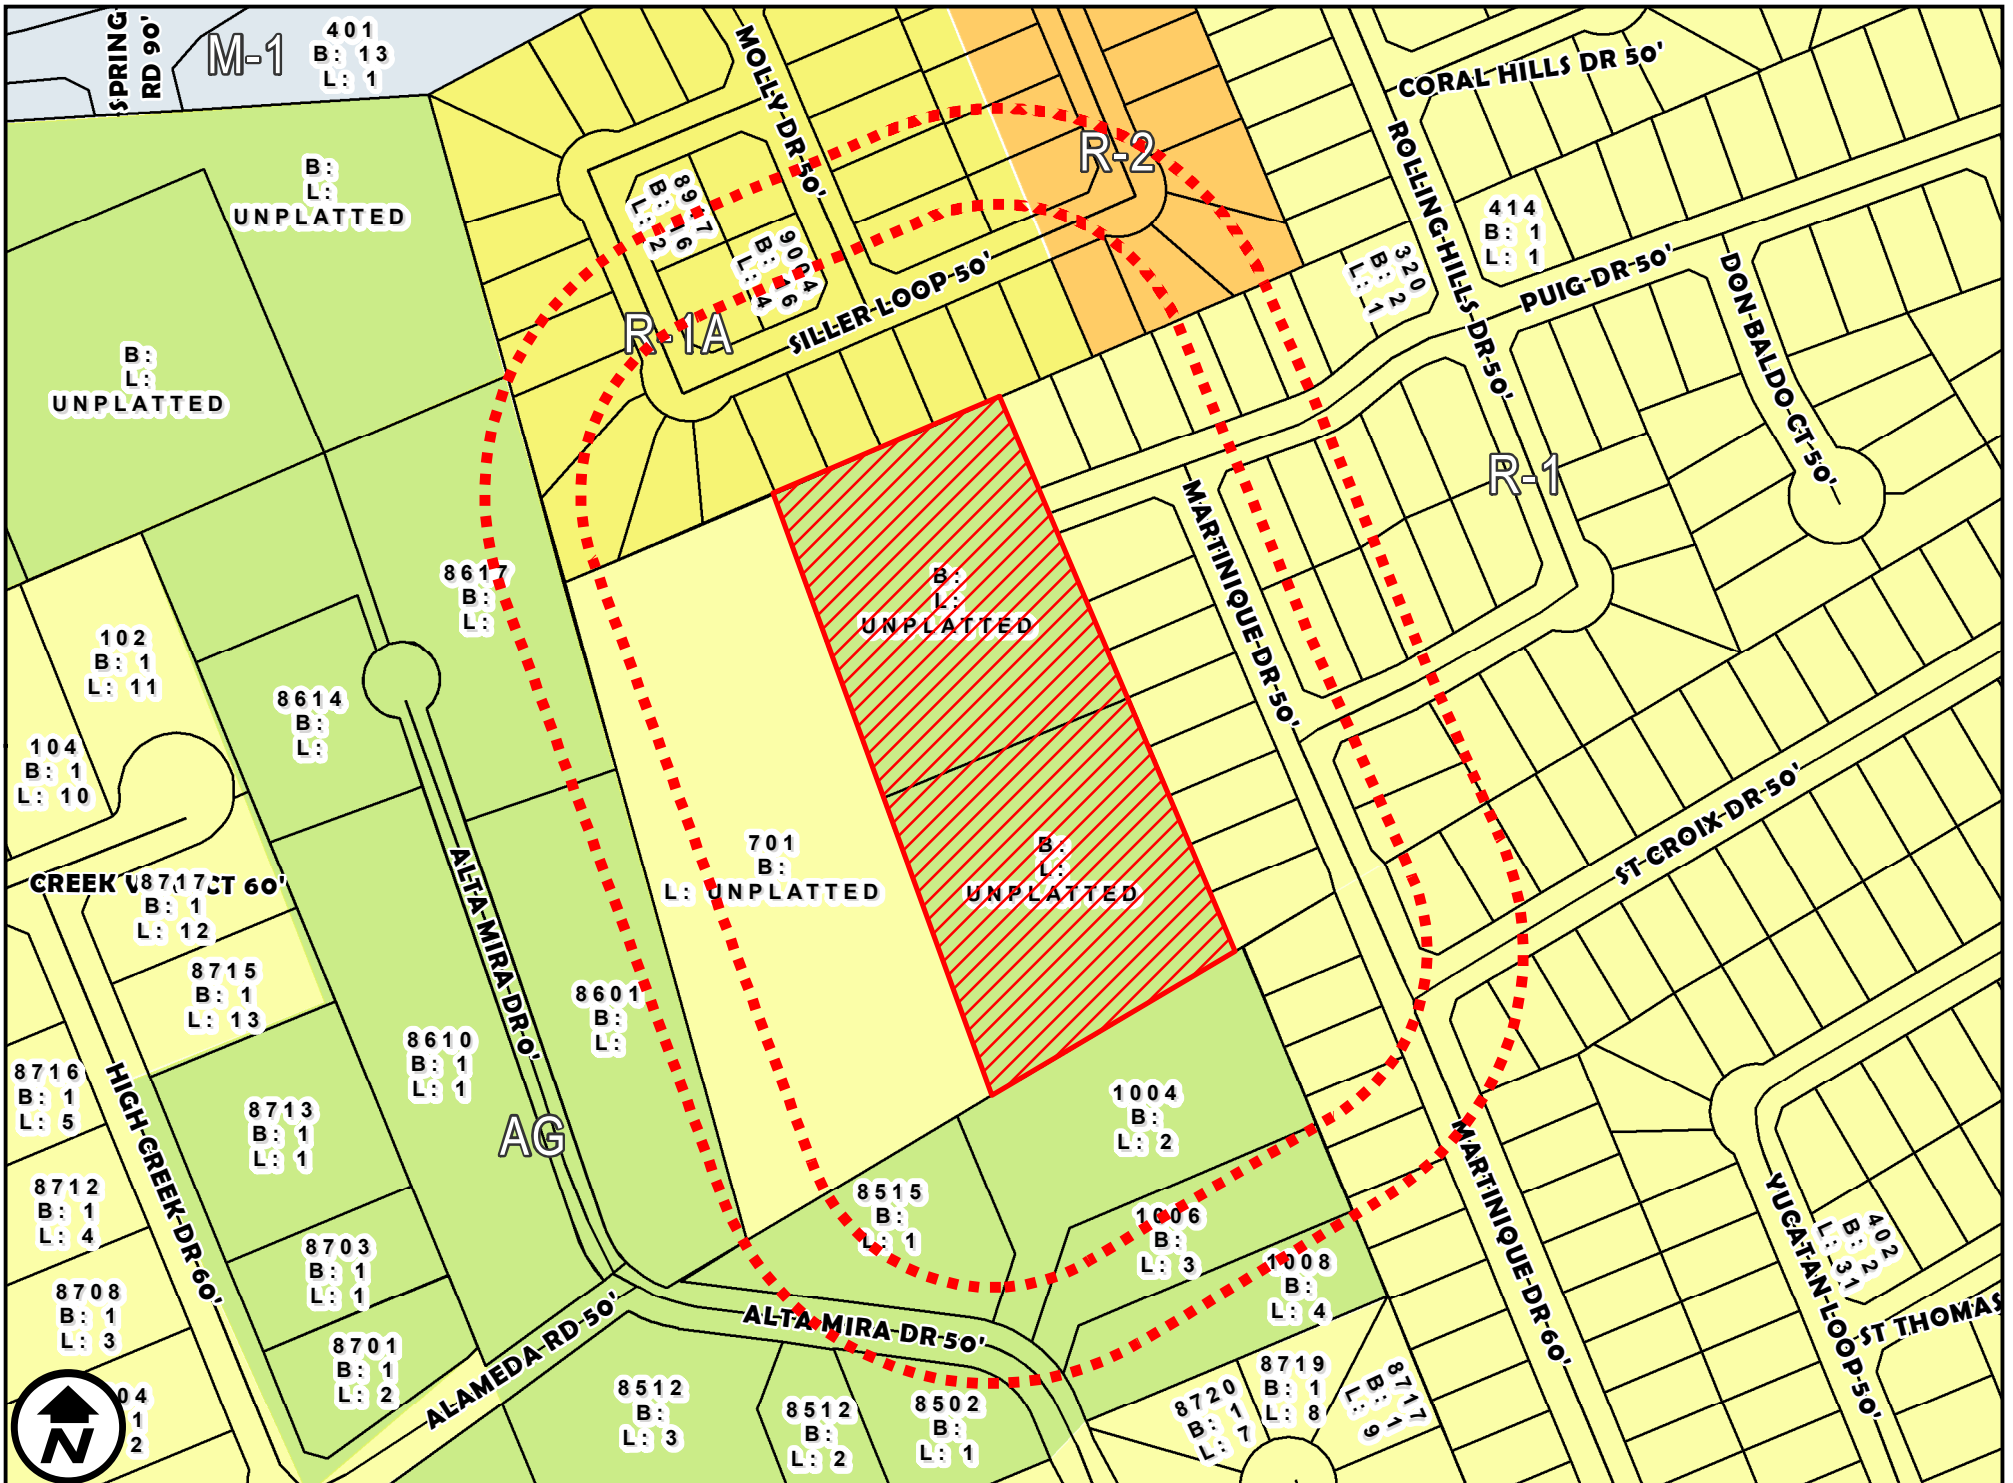 SPRING
RD 90'
M-1
401
B: 13
L: 1
MOLLY-DR-50'
CORAL HILLS DR 50'
R-2
ROLLING-HILLS-DR-50'
B:
L:
UNPLATTED
8917
B: 16
L: 2
9004
B: 16
L: 4
414
B: 1
L: 1
320
B: 2
L: 1
PUIG-DR-50'
DON-BALDO-CT-50'
SILLER-LOOP-50'
R-1A
B:
L:
UNPLATTED
R-1
MARTINIQUE-DR-50'
8617
B:
L:
B:
L:
UNPLATTED
102
B: 1
L: 11
8614
B:
L:
104
B: 1
L: 10
701
B:
L: UNPLATTED
B:
L:
UNPLATTED
ST-CROIX-DR-50'
CREEK CT 60'
8717
B: 1
L: 12
ALTA-MIRA-DR-0'
8715
B: 1
L: 13
8601
B:
L:
8610
B: 1
L: 1
8716
B: 1
L: 5
HIGH-CREEK-DR-60'
8713
B: 1
L: 1
AG
1004
B:
L: 2
MARTINIQUE-DR-60'
8712
B: 1
L: 4
8515
B:
L: 1
1006
B:
L: 3
YUCATAN-LOOP-50'
402
B: 2
L: 31
8703
B: 1
L: 1
1008
B:
L: 4
8708
B: 1
L: 3
ALAMEDA-RD-50'
ALTA MIRA DR-50'
ST THOMAS
8701
B: 1
L: 2
8512
B:
L: 3
8512
B:
L: 2
8502
B:
L: 1
8720
B: 1
L: 7
8719
B: 1
L: 8
8717
B: 1
L: 9
04
1
2
N